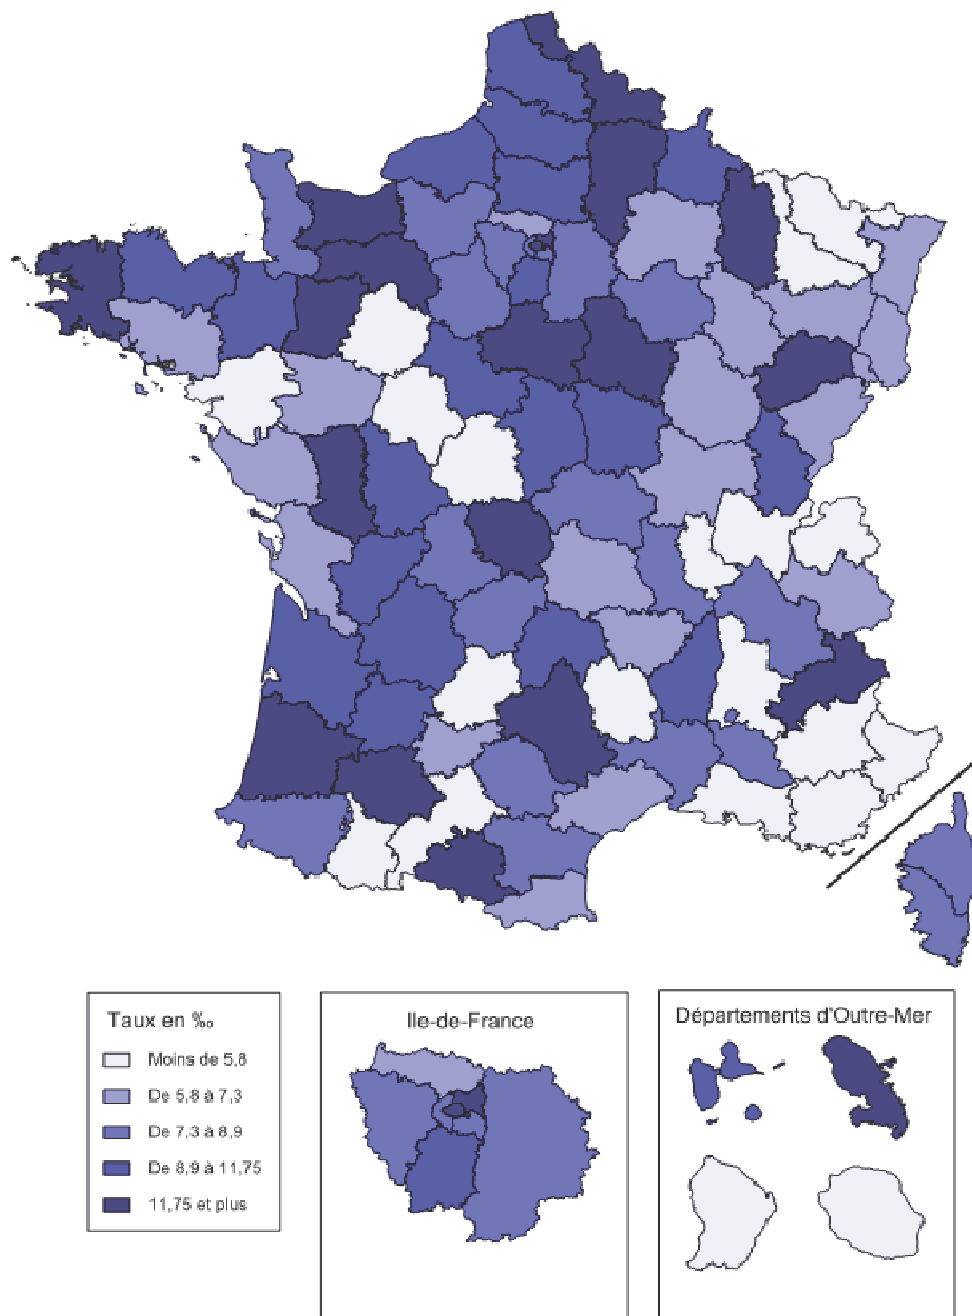 Taux en ‰
Moins de 5,8
De 5,8 à 7,3
De 7,3 à 8,9
De 8,9 à 11,75
11,75 et plus
Ile-de-France
Départements d'Outre-Mer